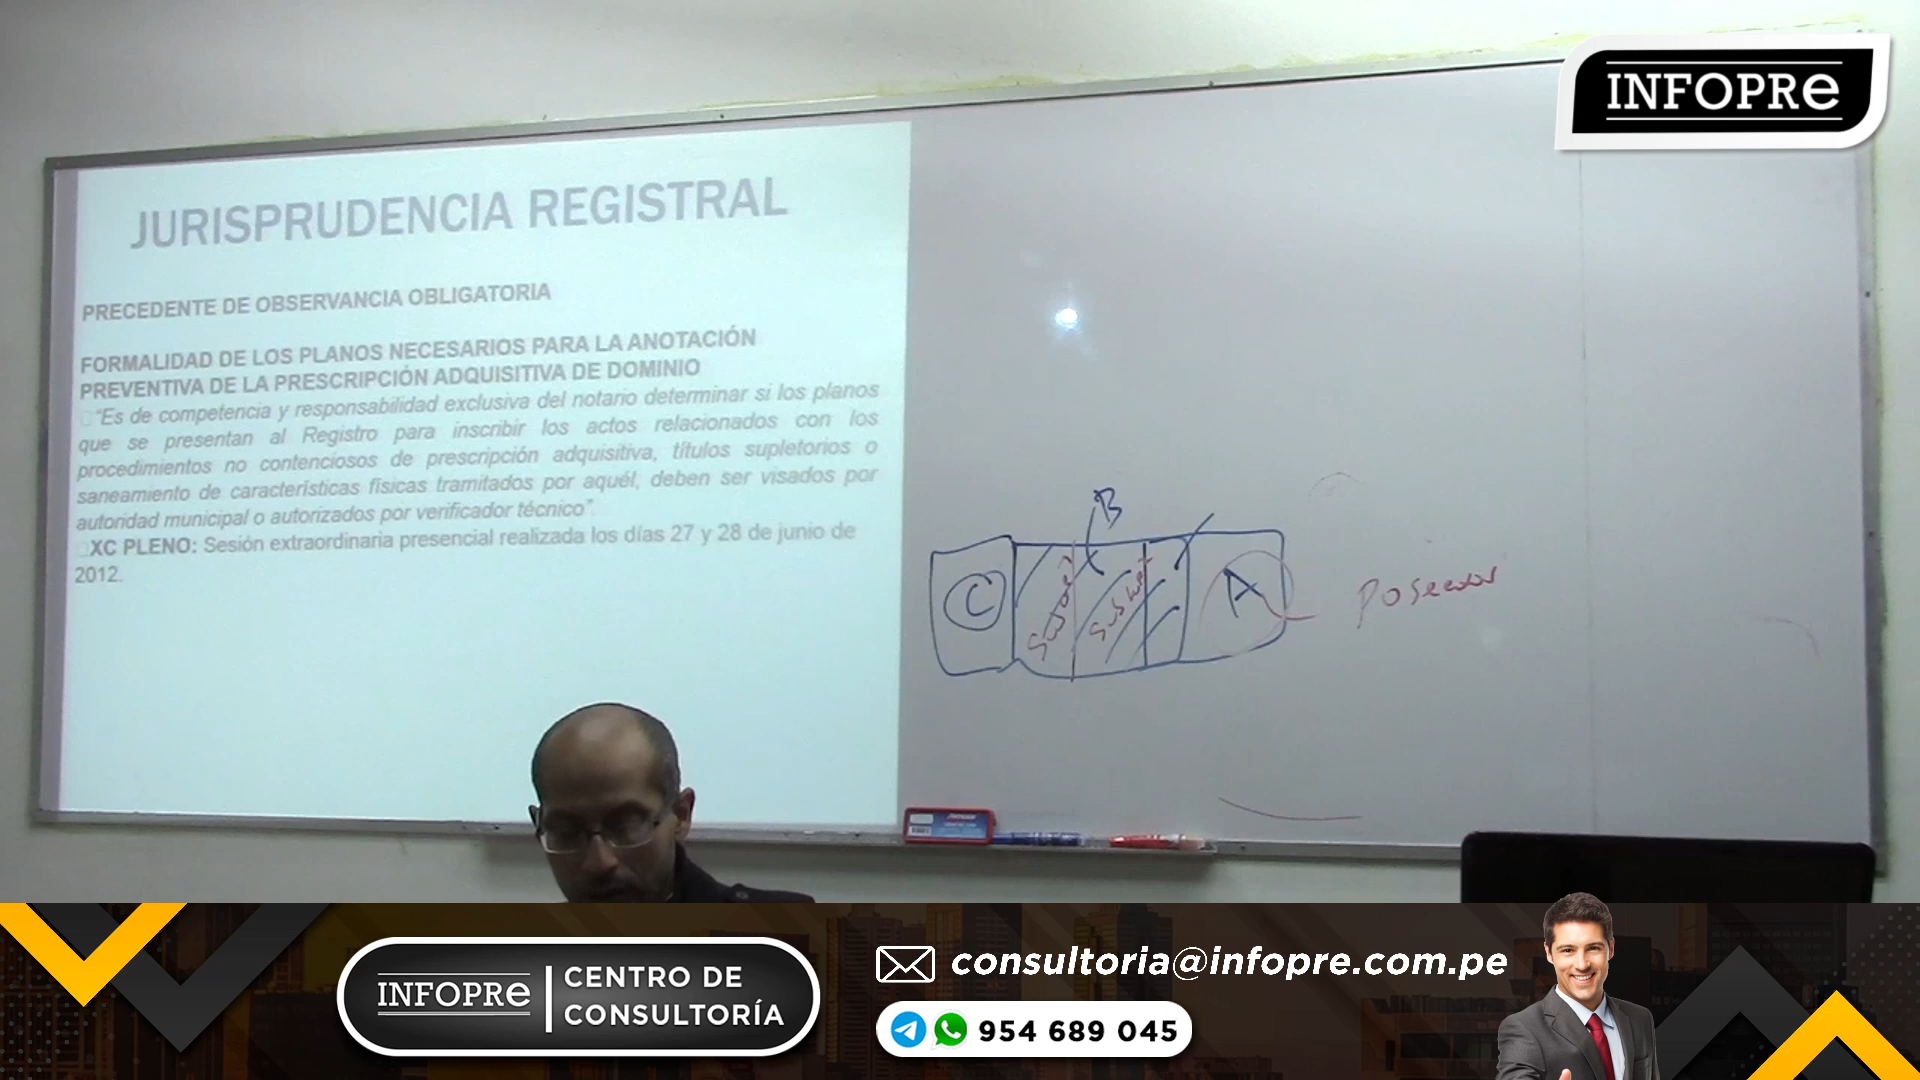 INFOPRe
JURISPRUDENCIA REGISTRAL
PRECEDENTE DE OBSERVANCIA OBLIGATORIA
FORMALIDAD DE LOS PLANOS NECESARIOS PARA LA ANOTACIÓN
PREVENTIVA DE LA PRESCRIPCIÓN ADQUISITIVA DE DOMINIO
"Es de competencia y responsabilidad exclusiva del notario determinar si los planos
que se presentan al Registro para inscribir los actos relacionados con los
procedimientos no contenciosos de prescripción adquisitiva, títulos supletorios o
saneamiento de características físicas tramitados por aquél, deben ser visados por
autoridad municipal o autorizados por verificador técnico".
XC PLENO: Sesión extraordinaria presencial realizada los días 27 y 28 de junio de
2012.
B
C
A
Poseedor
INFOPRe
CENTRO DE
CONSULTORÍA
consultoria@infopre.com.pe
954 689 045